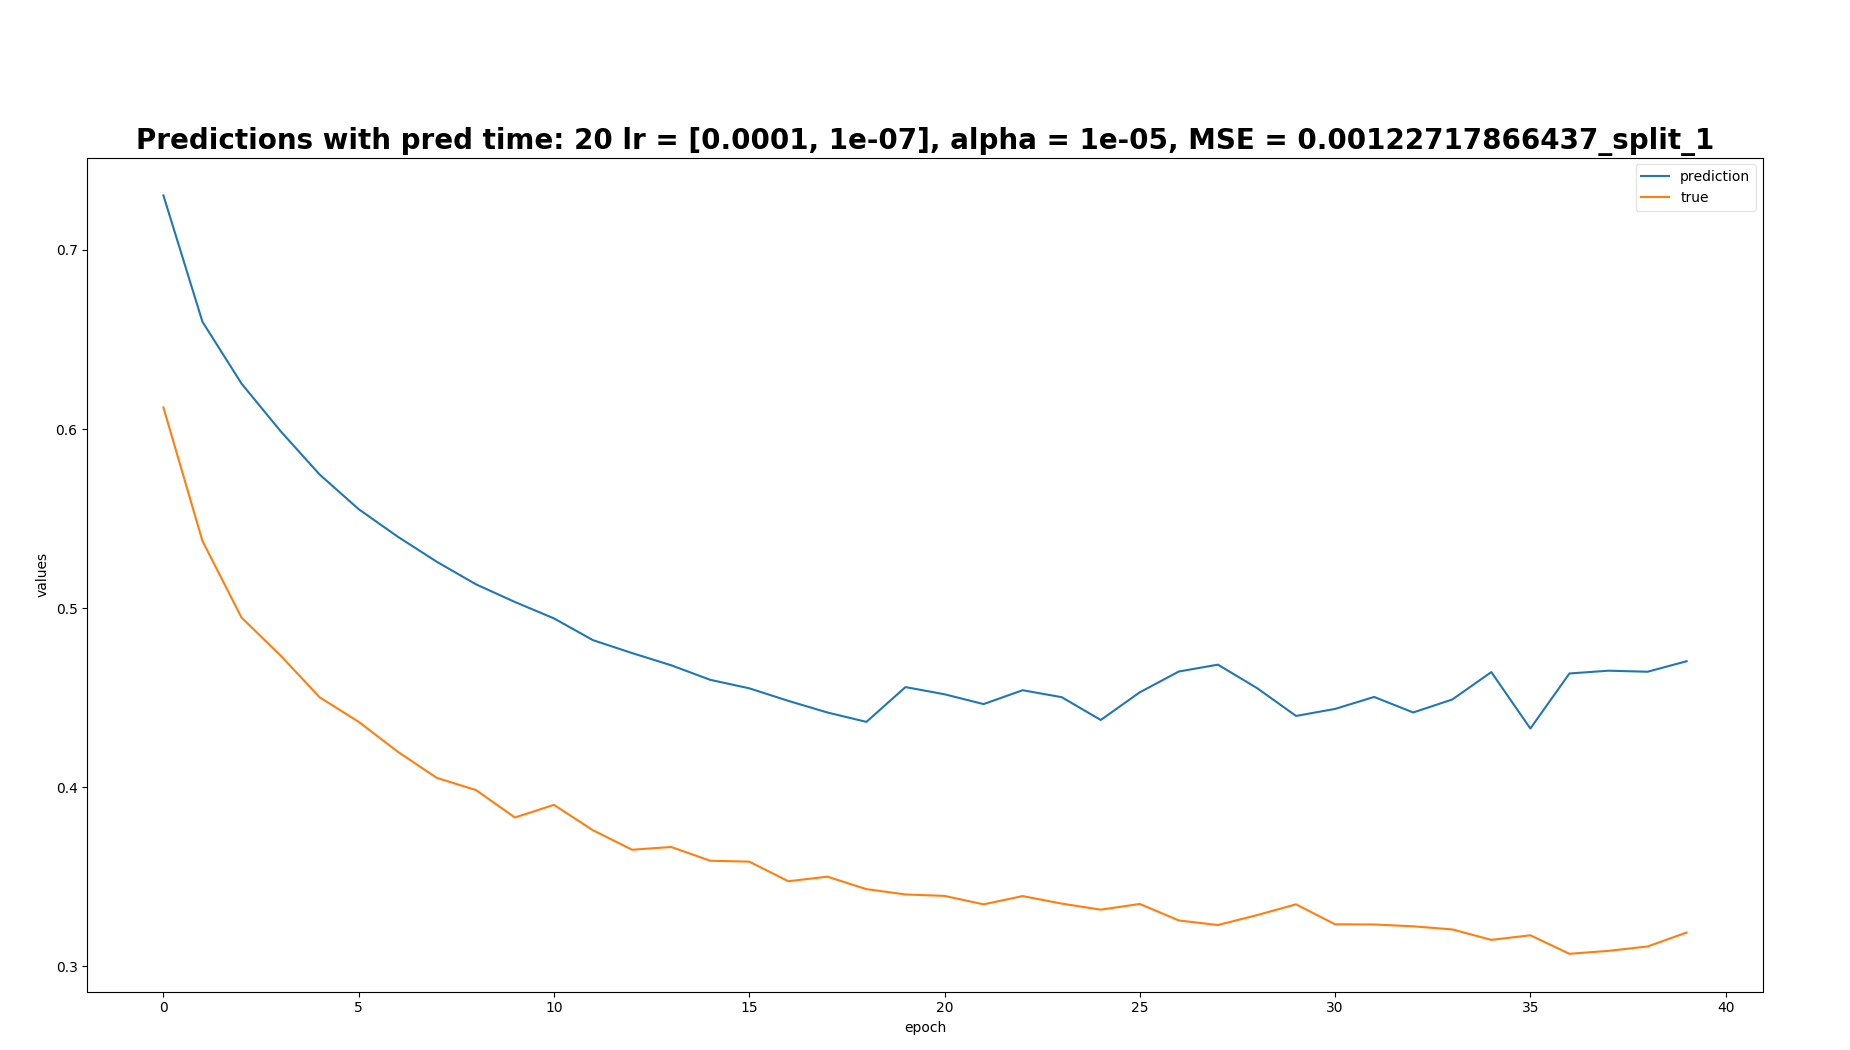 Predictions with pred time: 20 lr = [0.0001, 1e-07], alpha = 1e-05, MSE = 0.00122717866437_split_1
prediction
true
0.7
0.6
0.5
0.4
0.3
values
0 5 10 15 20 25 30 35 40
epoch